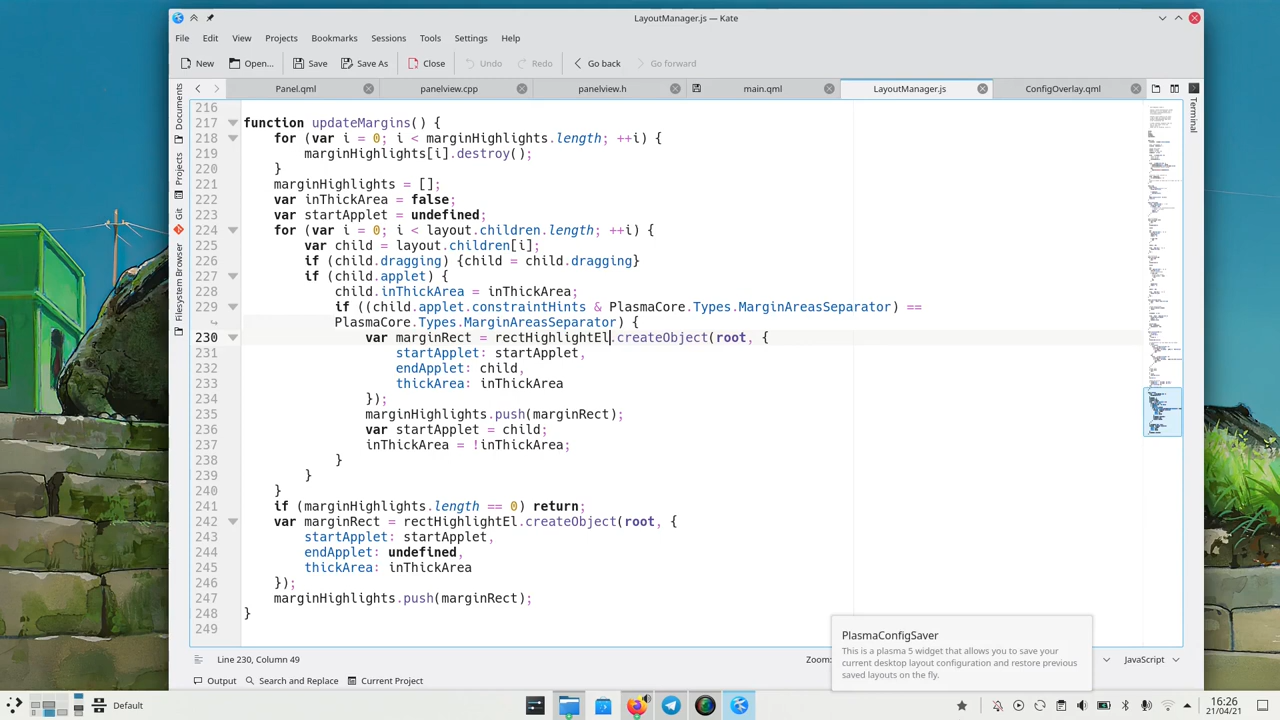 LayoutManager.js — Kate
File Edit View Projects Bookmarks Sessions Tools Settings Help
New Open... Save Save As Close Undo Redo Go back Go forward
Panel.qml panelview.cpp panelview.h main.qml LayoutManager.js ConfigOverlay.qml
Documents
Projects
Git
Filesystem Browser
Terminal
216
217 function updateMargins() {
218 for (var i = 0; i < marginHighlights.length; ++i) {
219 marginHighlights[i].destroy();
220 }
221 marginHighlights = [];
222 var inThickArea = false;
223 var startApplet = undefined;
224 for (var i = 0; i < layout.children.length; ++i) {
225 var child = layout.children[i];
226 if (child.dragging) {child = child.dragging}
227 if (child.applet) {
228 child.inThickArea = inThickArea;
229 if ((child.applet.constraintHints & PlasmaCore.Types.MarginAreasSeparator) ==
PlasmaCore.Types.MarginAreasSeparator) {
230 var marginRect = rectHighlightEl.createObject(root, {
231 startApplet: startApplet,
232 endApplet: child,
233 thickArea: inThickArea
234 });
235 marginHighlights.push(marginRect);
236 var startApplet = child;
237 inThickArea = !inThickArea;
238 }
239 }
240 }
241 if (marginHighlights.length == 0) return;
242 var marginRect = rectHighlightEl.createObject(root, {
243 startApplet: startApplet,
244 endApplet: undefined,
245 thickArea: inThickArea
246 });
247 marginHighlights.push(marginRect);
248 }
249
PlasmaConfigSaver
This is a plasma 5 widget that allows you to save your
current desktop layout configuration and restore previous
saved layouts on the fly.
Line 230, Column 49 Zoom: JavaScript
Output Search and Replace Current Project
Default
16:26
21/04/21